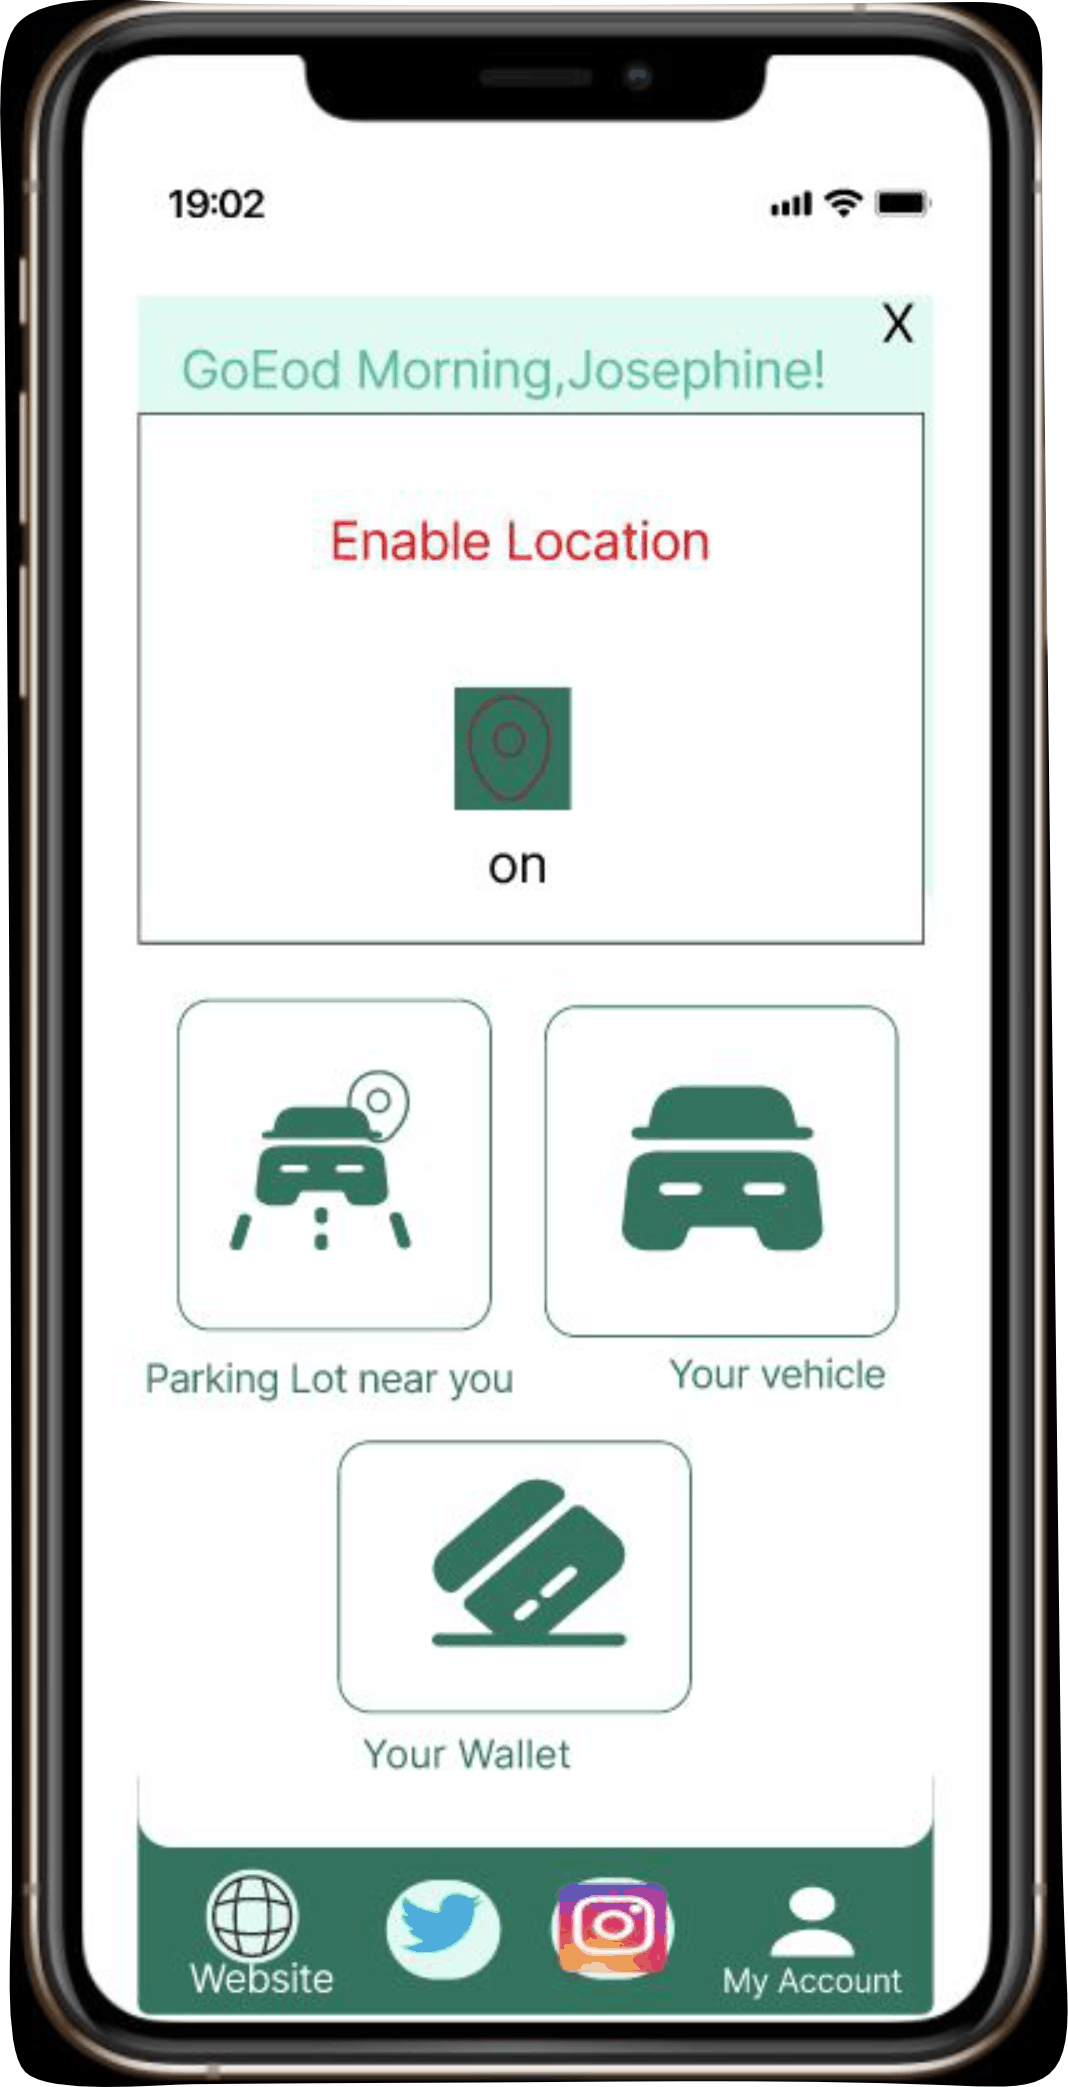 19:02
X
GoEod Morning,Josephine!
Enable Location
on
Parking Lot near you
Your vehicle
Your Wallet
Website
My Account